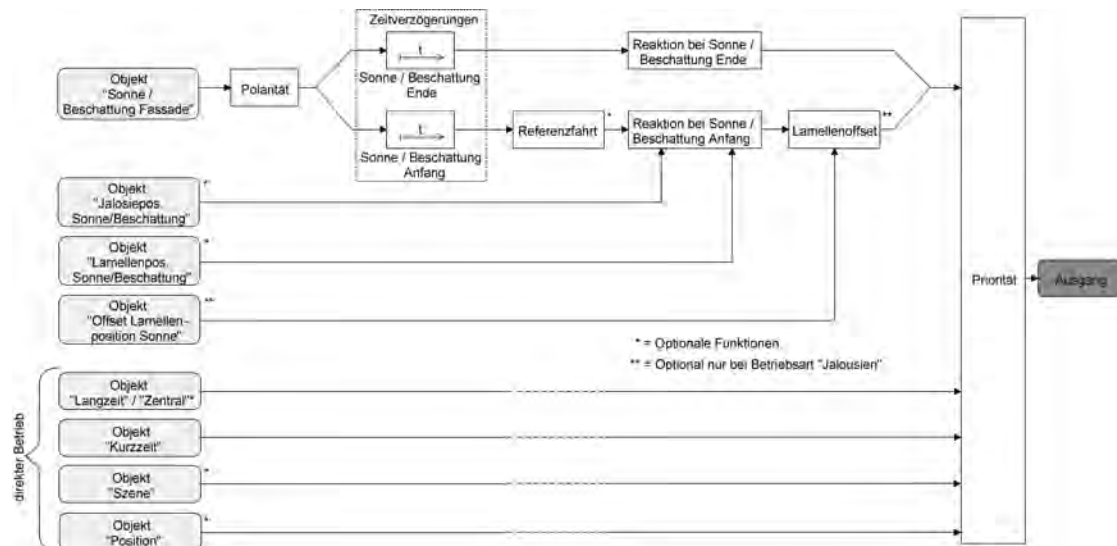 Zeitverzögerungen
t
Reaktion bei Sonne /
Beschattung Ende
Objekt
"Sonne /
Beschattung Fassade"
Polarität
Sonne / Beschattung
Ende
t
Referenzfahrt
*
Reaktion bei Sonne /
Beschattung Anfang
Lamellenoffset
**
Sonne / Beschattung
Anfang
Objekt
"Jalosiepos.
Sonne/Beschattung"
*
Objekt
"Lamellenpos.
Sonne/Beschattung"
*
Objekt
"Offset Lamellen-
position Sonne"
**
Priorität
Ausgang
* = Optionale Funktionen
** = Optional nur bei Betriebsart "Jalousien"
direkter Betrieb
Objekt
"Langzeit" / "Zentral"*
Objekt
"Kurzzeit"
Objekt
"Szene"
*
Objekt
"Position"
*